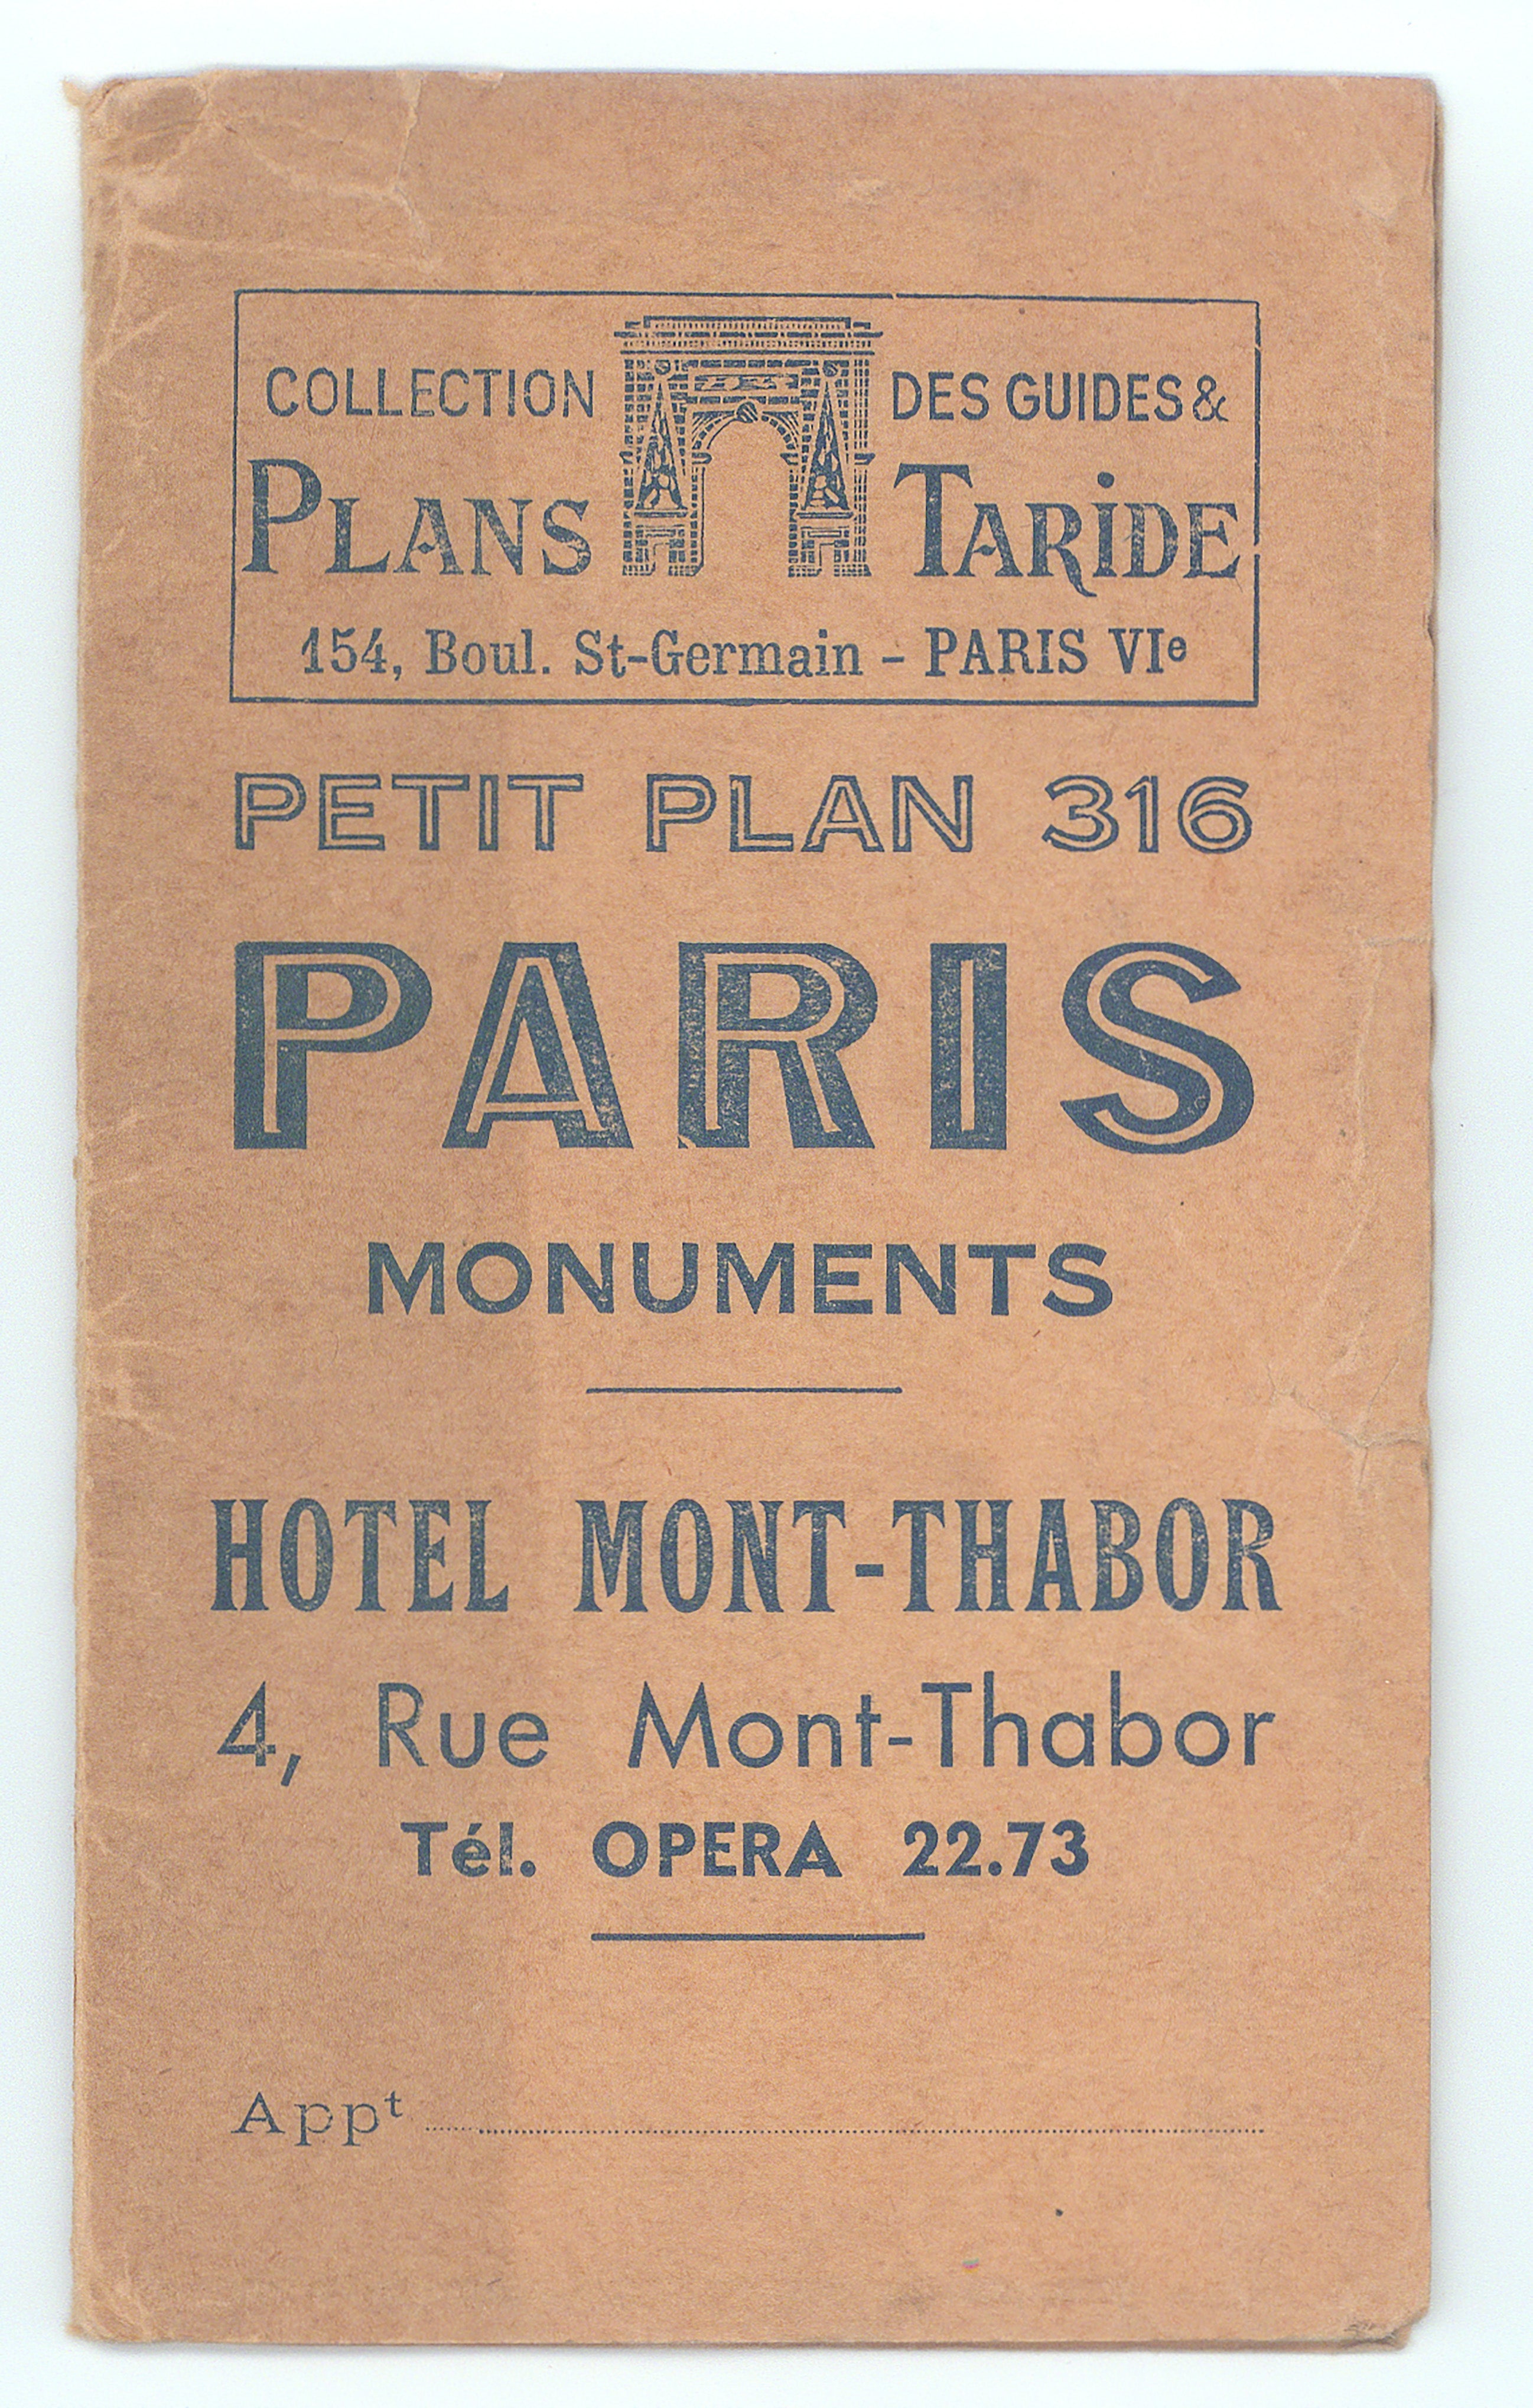 COLLECTION DES GUIDES &
PLANS TARIDE
154, Boul. St-Germain - PARIS VIe
PETIT PLAN 316
PARIS
MONUMENTS
HOTEL MONT-THABOR
4, Rue Mont-Thabor
Tél. OPERA 22.73
Appt